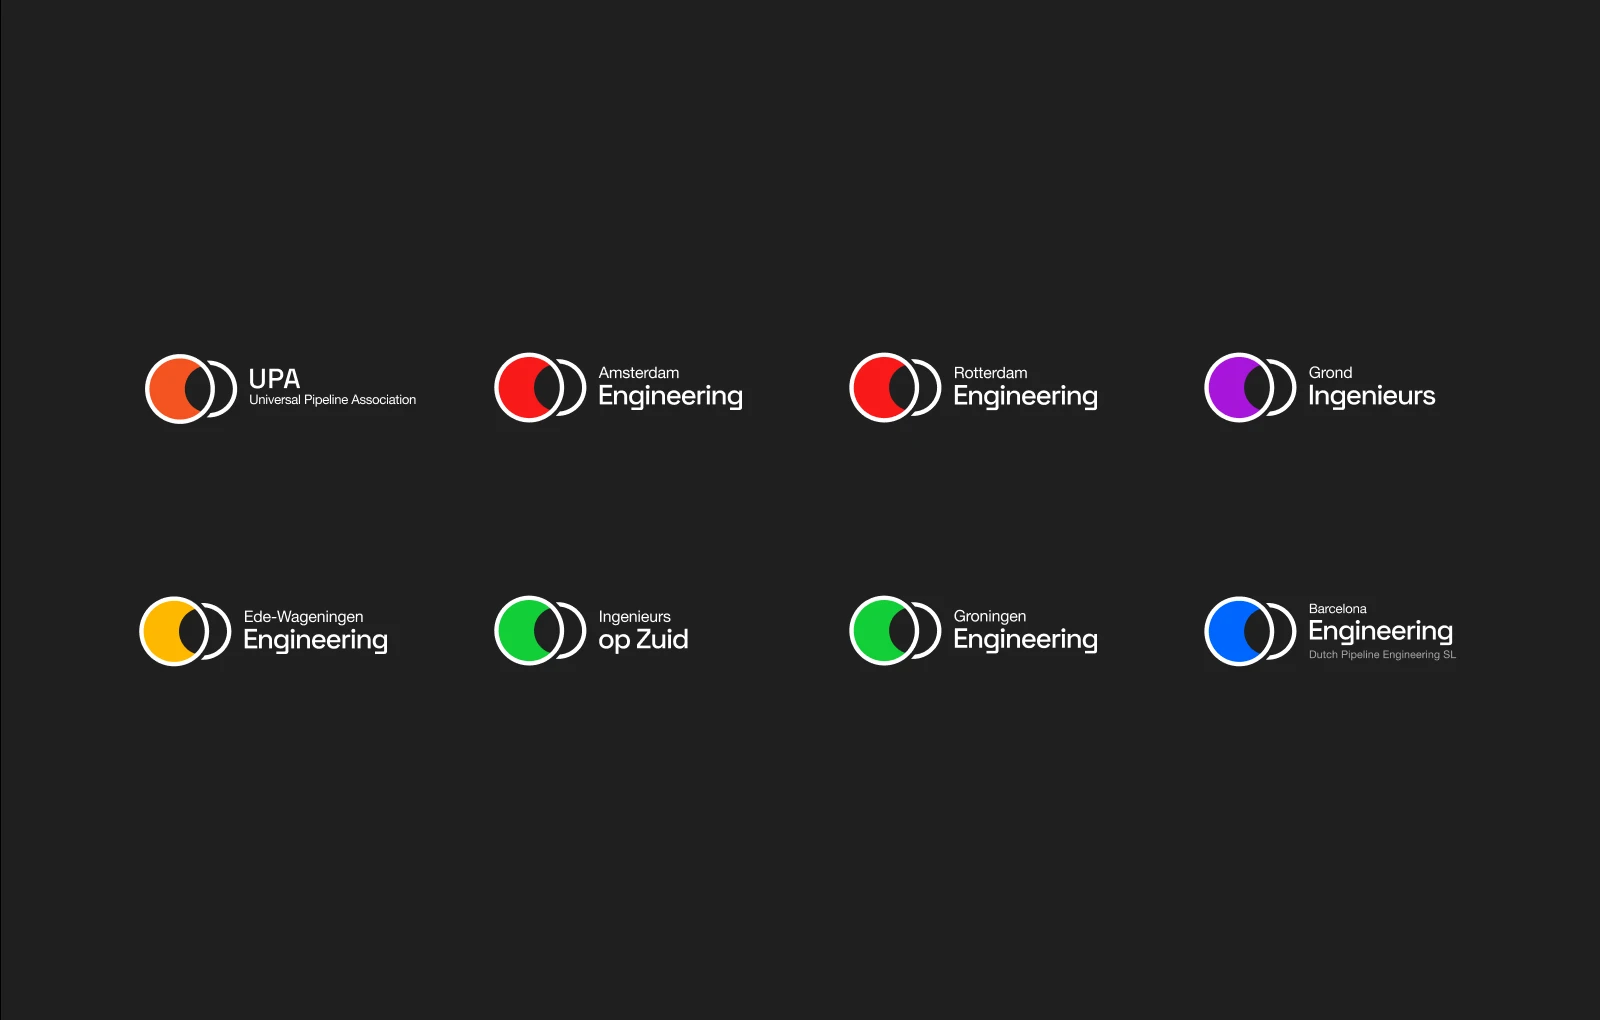 UPA
Universal Pipeline Association
Amsterdam
Engineering
Rotterdam
Engineering
Grond
Ingenieurs
Ede-Wageningen
Engineering
Ingenieurs
op Zuid
Groningen
Engineering
Barcelona
Engineering
Dutch Pipeline Engineering SL